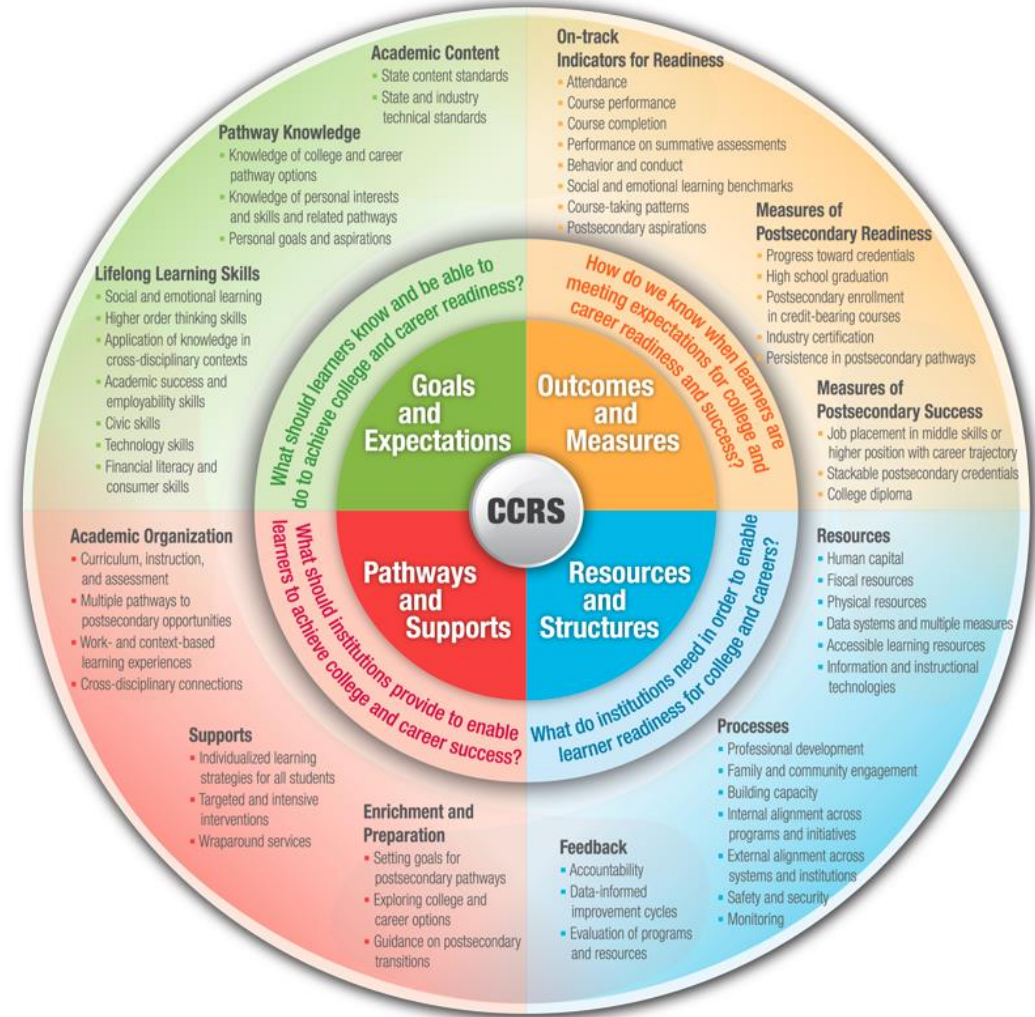 Academic Content
▪ State content standards
▪ State and industry
technical standards
Pathway Knowledge
▪ Knowledge of college and career
pathway options
▪ Knowledge of personal interests
and skills and related pathways
▪ Personal goals and aspirations
Lifelong Learning Skills
▪ Social and emotional learning
▪ Higher order thinking skills
▪ Application of knowledge in
cross-disciplinary contexts
▪ Academic success and
employability skills
▪ Civic skills
▪ Technology skills
▪ Financial literacy and
consumer skills
What should learners know and be able to
do to achieve college and career readiness?
Goals
and
Expectations
On-track
Indicators for Readiness
▪ Attendance
▪ Course performance
▪ Course completion
▪ Performance on summative assessments
▪ Behavior and conduct
▪ Social and emotional learning benchmarks
▪ Course-taking patterns
▪ Postsecondary aspirations
Measures of
Postsecondary Readiness
▪ Progress toward credentials
▪ High school graduation
▪ Postsecondary enrollment
in credit-bearing courses
▪ Industry certification
▪ Persistence in postsecondary pathways
Measures of
Postsecondary Success
▪ Job placement in middle skills or
higher position with career trajectory
▪ Stackable postsecondary credentials
▪ College diploma
How do we know when learners are
meeting expectations for college and
career readiness and success?
Outcomes
and
Measures
CCRS
Pathways
and
Supports
What should institutions provide to enable
learners to achieve college and career success?
Academic Organization
▪ Curriculum, instruction,
and assessment
▪ Multiple pathways to
postsecondary opportunities
▪ Work- and context-based
learning experiences
▪ Cross-disciplinary connections
Supports
▪ Individualized learning
strategies for all students
▪ Targeted and intensive
interventions
▪ Wraparound services
Enrichment and
Preparation
▪ Setting goals for
postsecondary pathways
▪ Exploring college and
career options
▪ Guidance on postsecondary
transitions
Resources
and
Structures
What do institutions need in order to enable
learner readiness for college and careers?
Resources
▪ Human capital
▪ Fiscal resources
▪ Physical resources
▪ Data systems and multiple measures
▪ Accessible learning resources
▪ Information and instructional
technologies
Processes
▪ Professional development
▪ Family and community engagement
▪ Building capacity
▪ Internal alignment across
programs and initiatives
▪ External alignment across
systems and institutions
▪ Safety and security
▪ Monitoring
Feedback
▪ Accountability
▪ Data-informed
improvement cycles
▪ Evaluation of programs
and resources